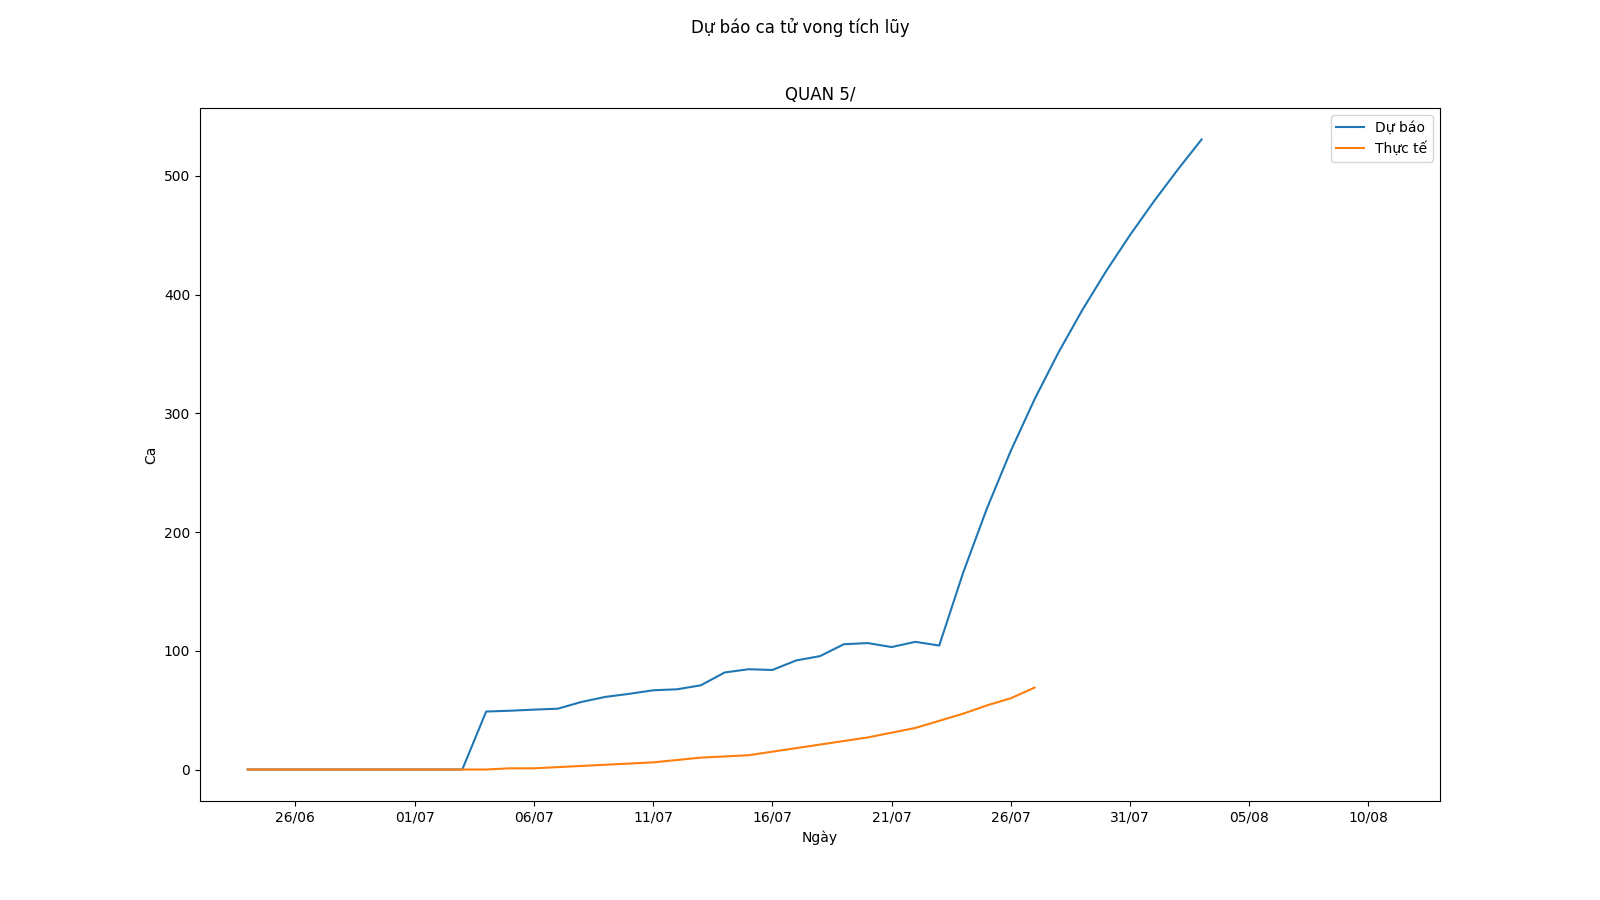 Dự báo ca tử vong tích lũy
QUAN 5/
Dự báo
Thực tế
500
400
300
200
100
0
Ca
26/06 01/07 06/07 11/07 16/07 21/07 26/07 31/07 05/08 10/08
Ngày